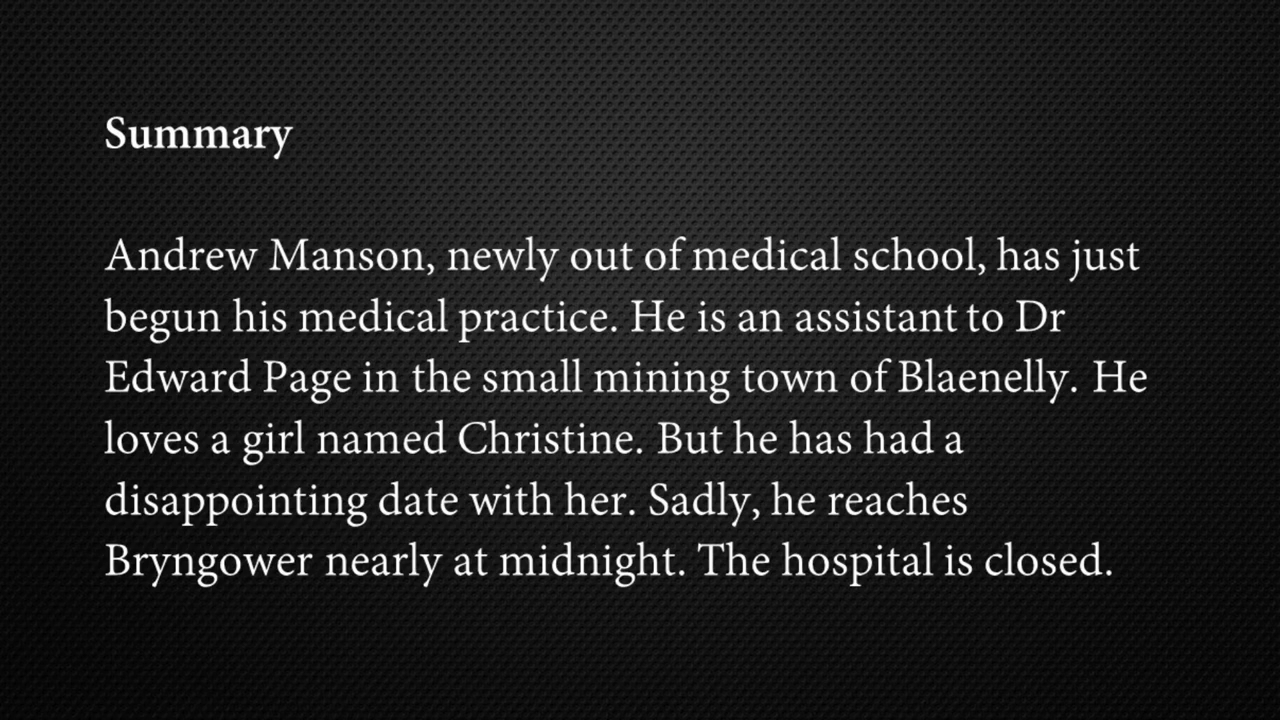 Summary
Andrew Manson, newly out of medical school, has just
begun his medical practice. He is an assistant to Dr
Edward Page in the small mining town of Blaenelly. He
loves a girl named Christine. But he has had a
disappointing date with her. Sadly, he reaches
Bryngower nearly at midnight. The hospital is closed.